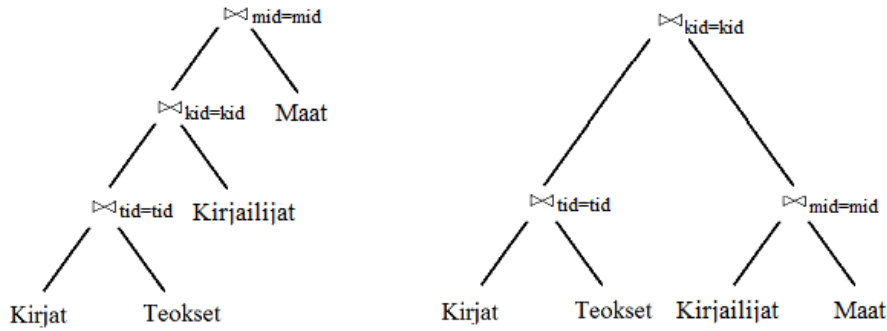 ⋈mid=mid
⋈kid=kid
Maat
⋈tid=tid
Kirjailijat
Kirjat
Teokset
⋈kid=kid
⋈tid=tid
⋈mid=mid
Kirjat
Teokset
Kirjailijat
Maat